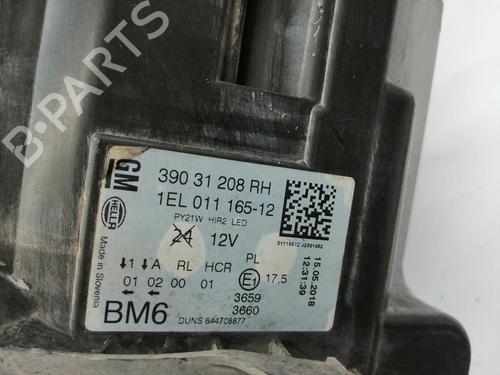 B-Parts
GM
HELLA
Made in Slovenia
390 31 208 RH
1EL 011 165-12
PY21W HIR2 LED
24 12V
15.05.2018
12:31:39
↓1 ↓A RL HCR PL
01 02 00 01 E1 17,5
← ←
BM6
3659
3660
DUNS 644708877